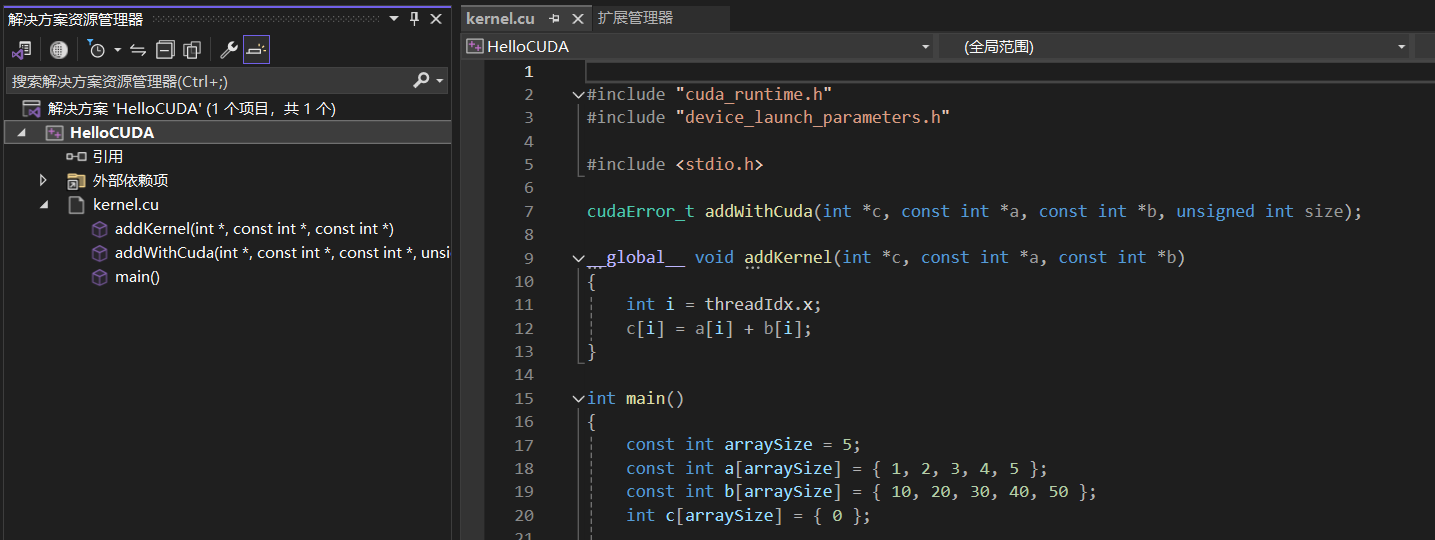 解决方案资源管理器
搜索解决方案资源管理器(Ctrl+;)
解决方案 'HelloCUDA' (1 个项目，共 1 个)
HelloCUDA
引用
外部依赖项
kernel.cu
addKernel(int *, const int *, const int *)
addWithCuda(int *, const int *, const int *, unsi
main()
kernel.cu
扩展管理器
HelloCUDA
(全局范围)
1
2 #include "cuda_runtime.h"
3 #include "device_launch_parameters.h"
4
5 #include <stdio.h>
6
7 cudaError_t addWithCuda(int *c, const int *a, const int *b, unsigned int size);
8
9 __global__ void addKernel(int *c, const int *a, const int *b)
10 {
11     int i = threadIdx.x;
12     c[i] = a[i] + b[i];
13 }
14
15 int main()
16 {
17     const int arraySize = 5;
18     const int a[arraySize] = { 1, 2, 3, 4, 5 };
19     const int b[arraySize] = { 10, 20, 30, 40, 50 };
20     int c[arraySize] = { 0 };
21